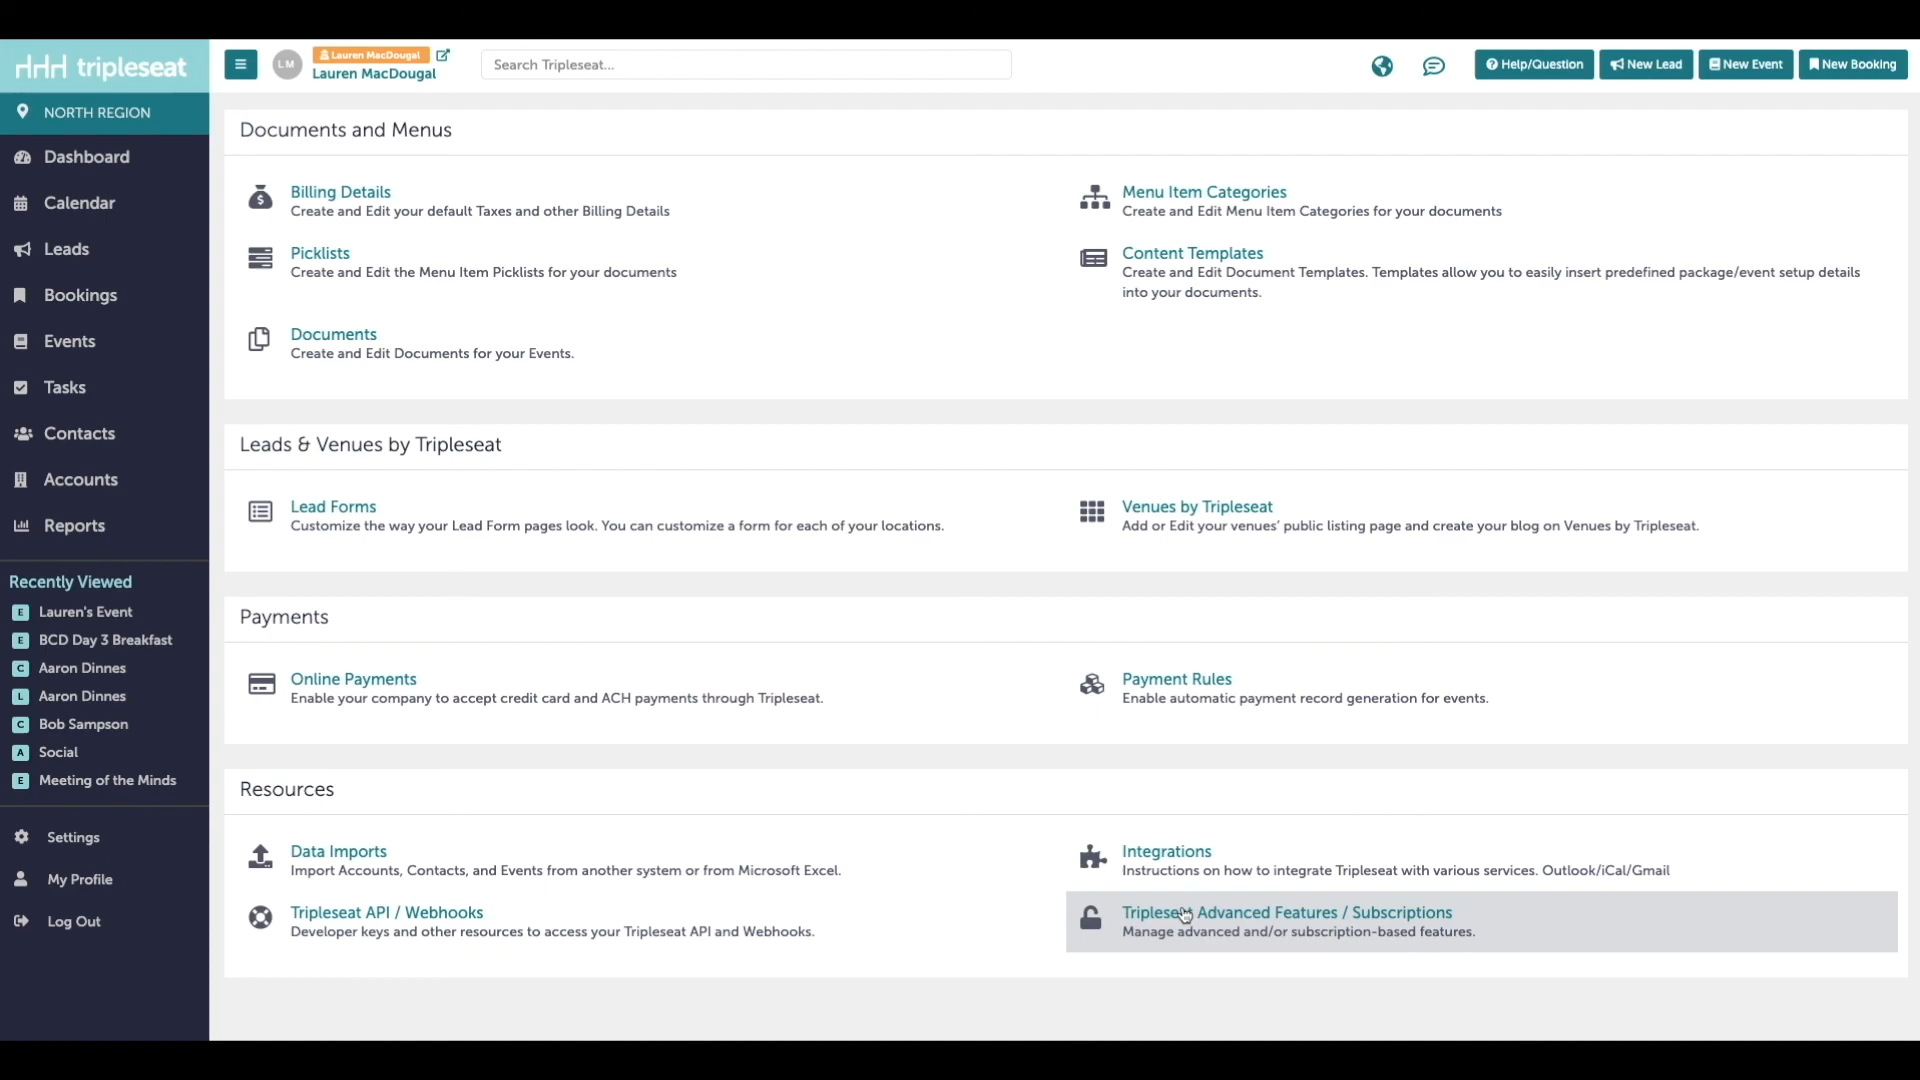 tripleseat
LM
Lauren MacDougal
Lauren MacDougal
Search Tripleseat...
Help/Question
New Lead
New Event
New Booking
NORTH REGION
Dashboard
Calendar
Leads
Bookings
Events
Tasks
Contacts
Accounts
Reports
Recently Viewed
E Lauren's Event
E BCD Day 3 Breakfast
C Aaron Dinnes
L Aaron Dinnes
C Bob Sampson
A Social
E Meeting of the Minds
Settings
My Profile
Log Out
Documents and Menus
Billing Details
Create and Edit your default Taxes and other Billing Details
Menu Item Categories
Create and Edit Menu Item Categories for your documents
Picklists
Create and Edit the Menu Item Picklists for your documents
Content Templates
Create and Edit Document Templates. Templates allow you to easily insert predefined package/event setup details
into your documents.
Documents
Create and Edit Documents for your Events.
Leads & Venues by Tripleseat
Lead Forms
Customize the way your Lead Form pages look. You can customize a form for each of your locations.
Venues by Tripleseat
Add or Edit your venues' public listing page and create your blog on Venues by Tripleseat.
Payments
Online Payments
Enable your company to accept credit card and ACH payments through Tripleseat.
Payment Rules
Enable automatic payment record generation for events.
Resources
Data Imports
Import Accounts, Contacts, and Events from another system or from Microsoft Excel.
Integrations
Instructions on how to integrate Tripleseat with various services. Outlook/iCal/Gmail
Tripleseat API / Webhooks
Developer keys and other resources to access your Tripleseat API and Webhooks.
Tripleseat Advanced Features / Subscriptions
Manage advanced and/or subscription-based features.